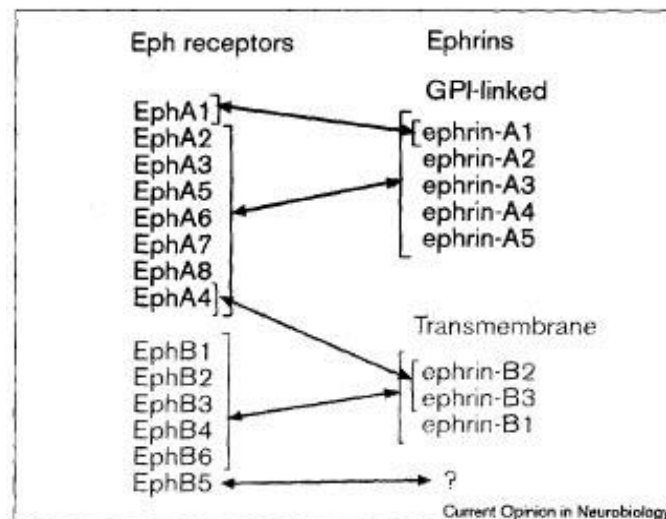 Eph receptors
Ephrins
GPI-linked
EphA1
EphA2
EphA3
EphA5
EphA6
EphA7
EphA8
EphA4
ephrin-A1
ephrin-A2
ephrin-A3
ephrin-A4
ephrin-A5
Transmembrane
EphB1
EphB2
EphB3
EphB4
EphB6
EphB5
ephrin-B2
ephrin-B3
ephrin-B1
?
Current Opinion in Neurobiology